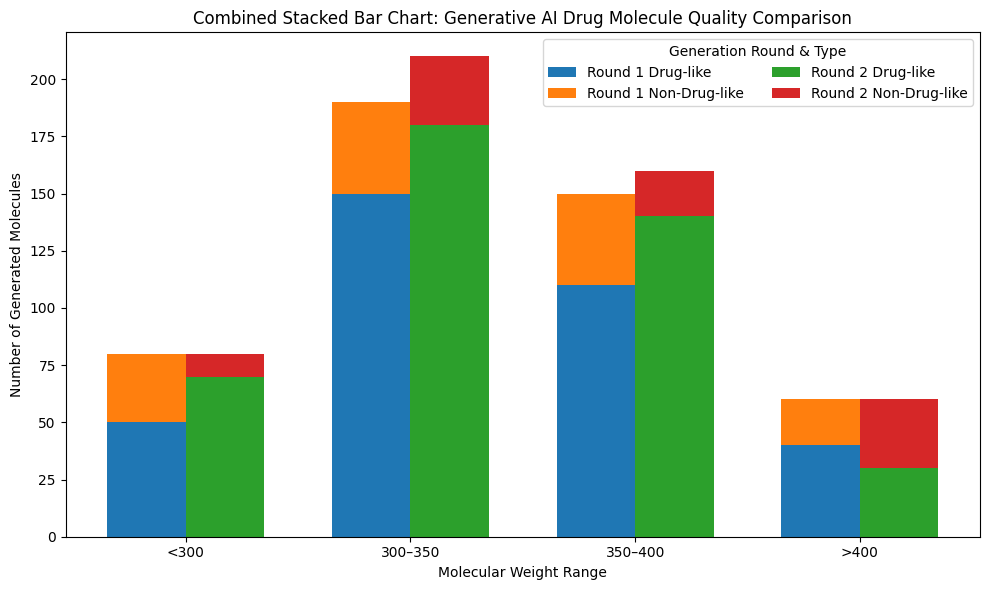 Combined Stacked Bar Chart: Generative AI Drug Molecule Quality Comparison
Generation Round & Type
Round 1 Drug-like
Round 1 Non-Drug-like
Round 2 Drug-like
Round 2 Non-Drug-like
Number of Generated Molecules
200
175
150
125
100
75
50
25
0
<300
300–350
350–400
>400
Molecular Weight Range